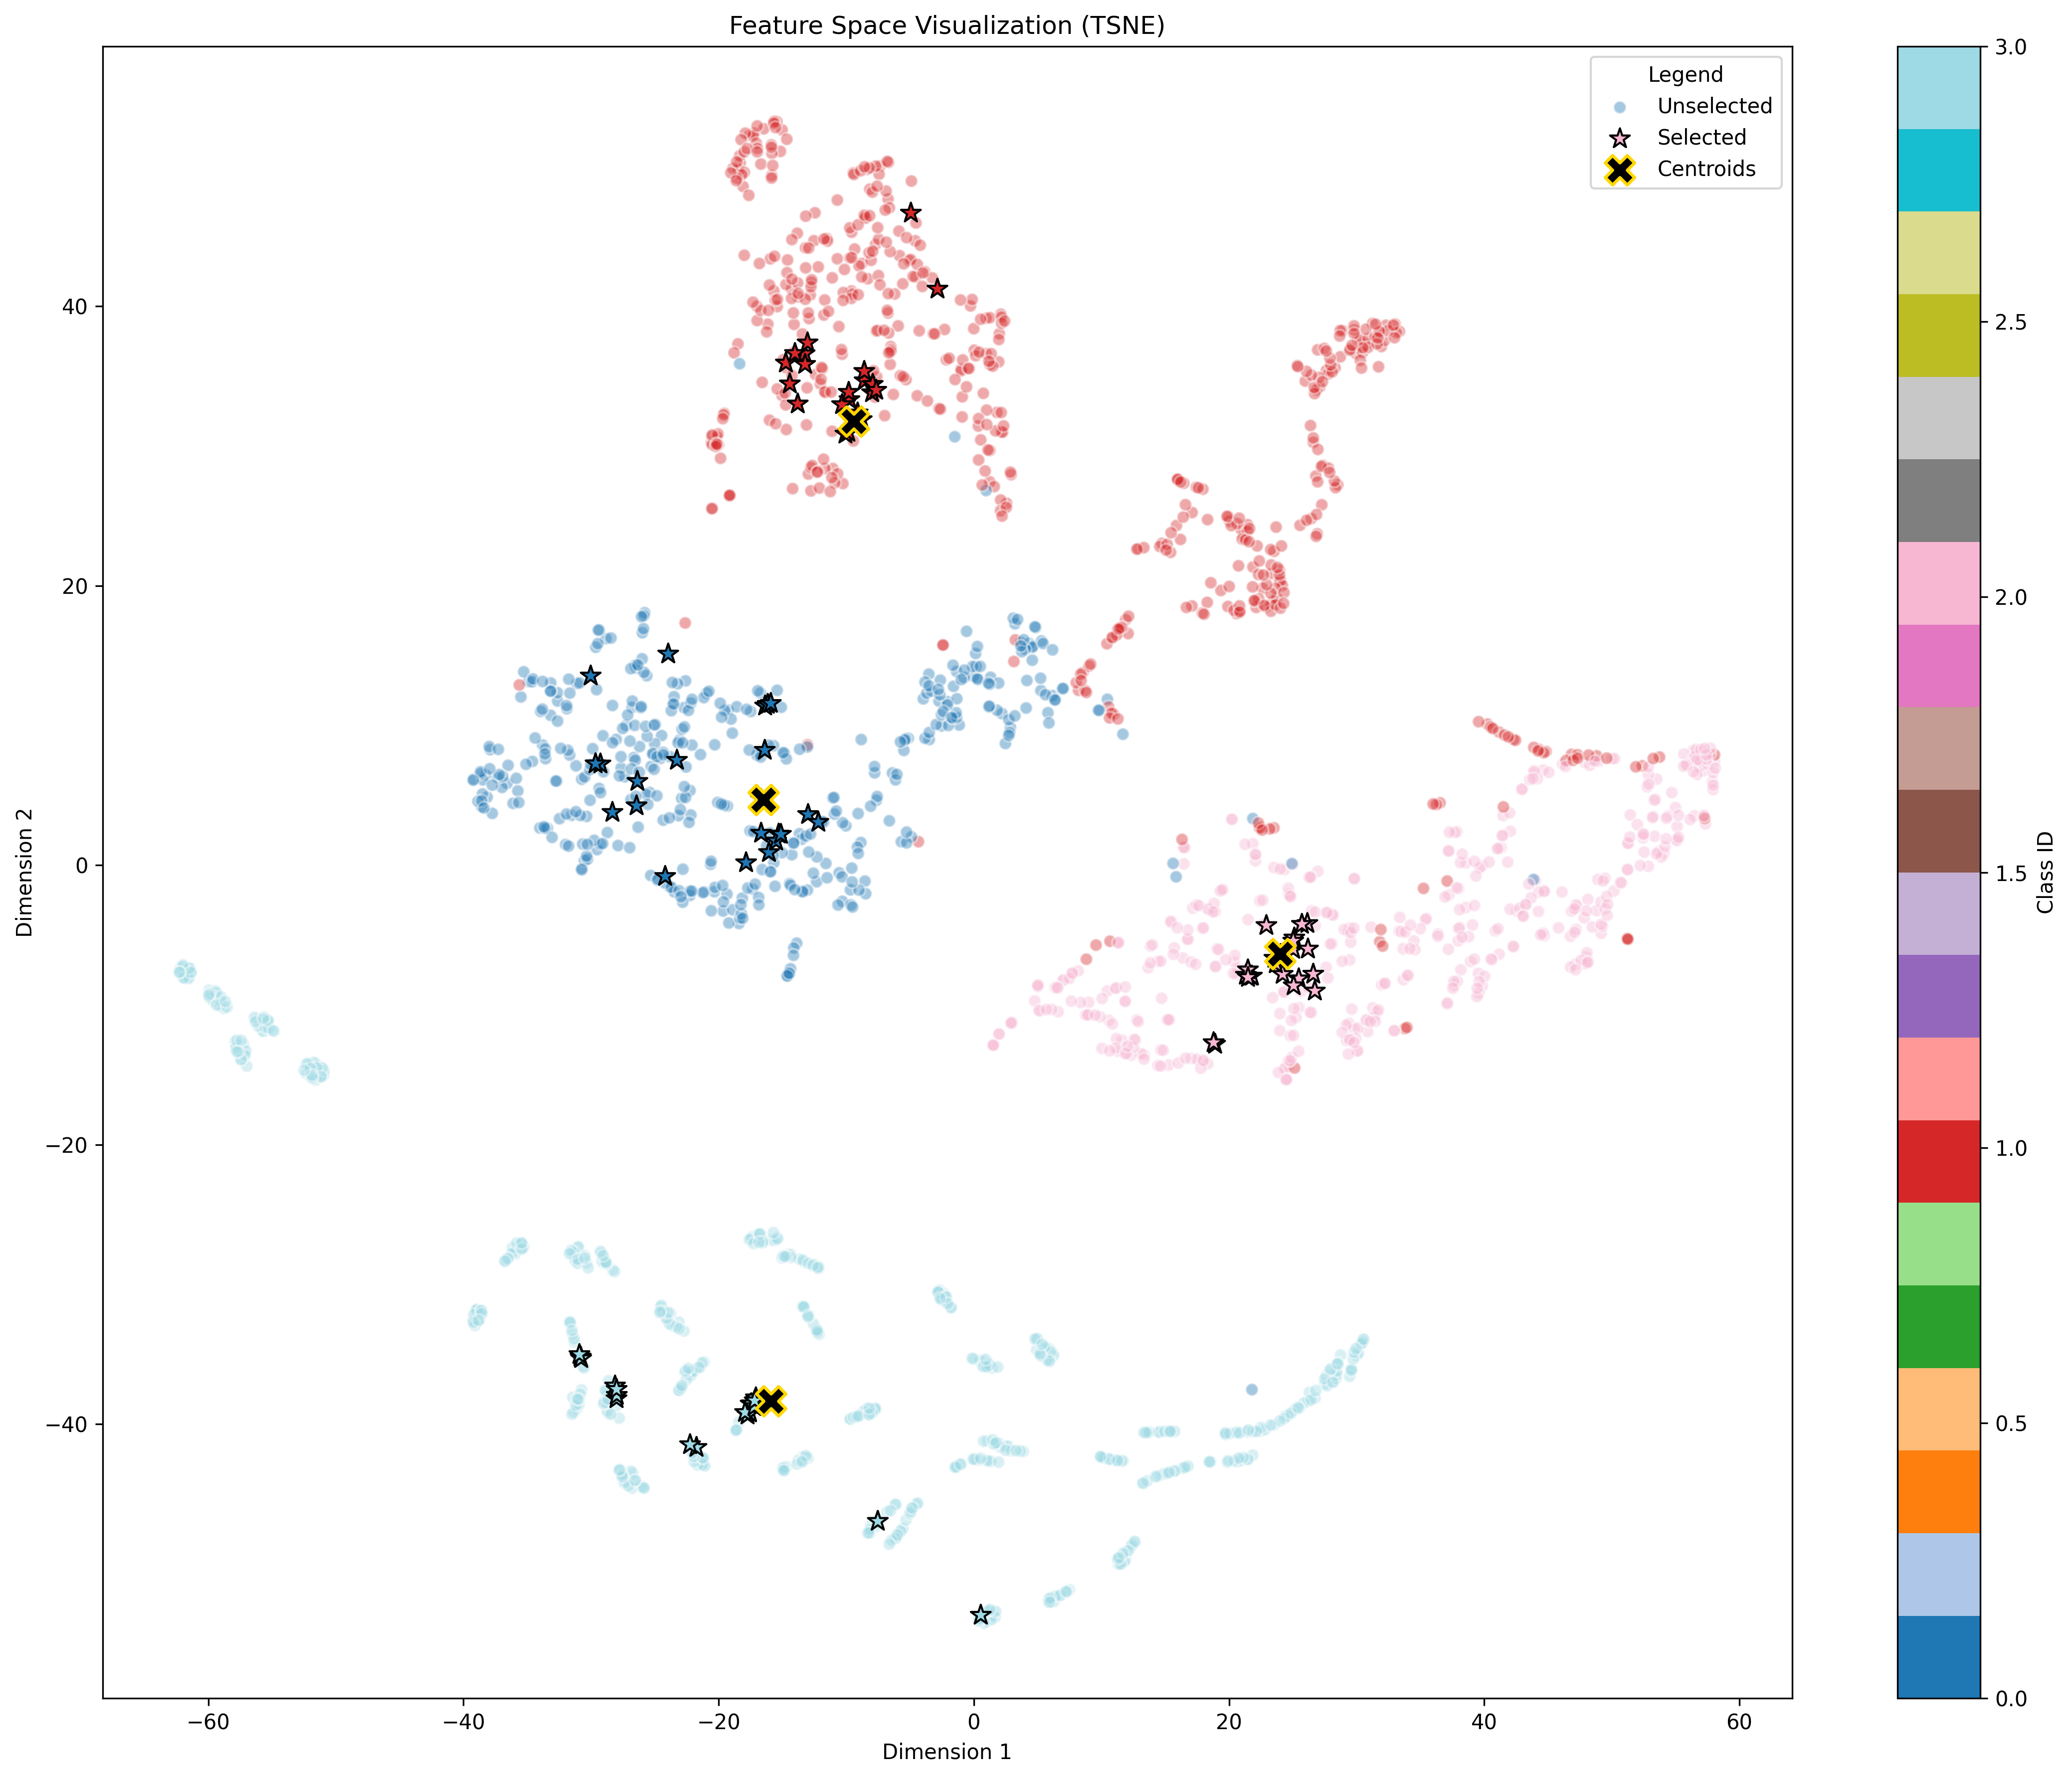 Feature Space Visualization (TSNE)
Legend
Unselected
Selected
Centroids
Dimension 2
40
20
0
−20
−40
−60
−40
−20
0
20
40
60
Dimension 1
3.0
2.5
2.0
1.5
1.0
0.5
0.0
Class ID